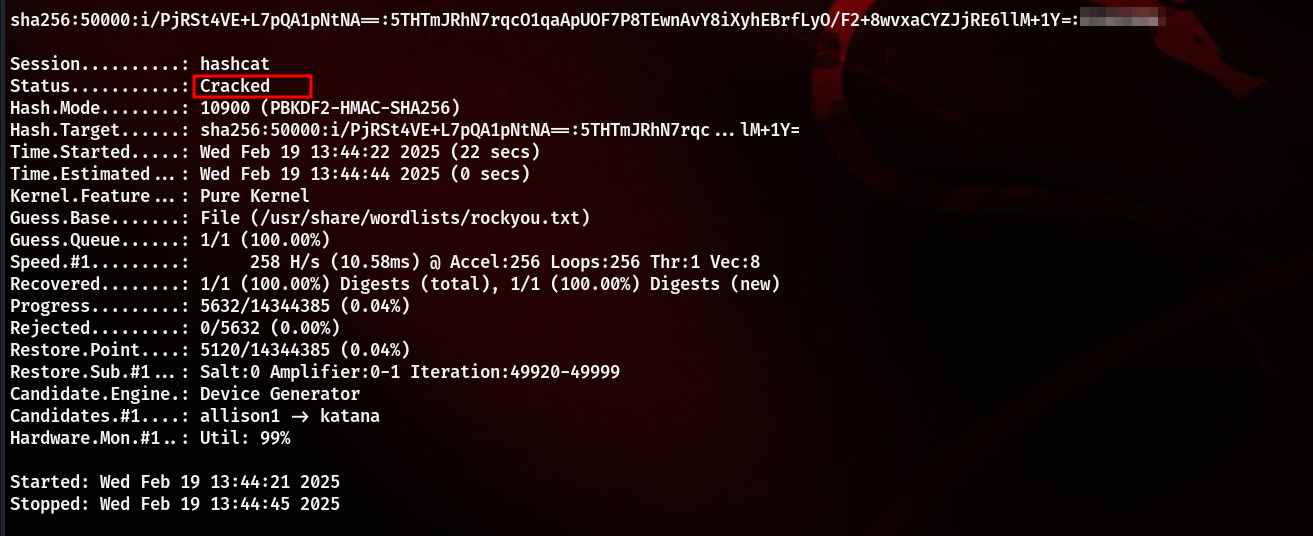 sha256:50000:i/PjRSt4VE+L7pQA1pNtNA==:5THTmJRhN7rqcO1qaApUOF7P8TEwnAvY8iXyhEBrfLyO/F2+8wvxaCYZJjRE6llM+1Y=:
Session..........: hashcat
Status...........: Cracked
Hash.Mode........: 10900 (PBKDF2-HMAC-SHA256)
Hash.Target......: sha256:50000:i/PjRSt4VE+L7pQA1pNtNA==:5THTmJRhN7rqc...lM+1Y=
Time.Started.....: Wed Feb 19 13:44:22 2025 (22 secs)
Time.Estimated...: Wed Feb 19 13:44:44 2025 (0 secs)
Kernel.Feature...: Pure Kernel
Guess.Base.......: File (/usr/share/wordlists/rockyou.txt)
Guess.Queue......: 1/1 (100.00%)
Speed.#1.........:      258 H/s (10.58ms) @ Accel:256 Loops:256 Thr:1 Vec:8
Recovered........: 1/1 (100.00%) Digests (total), 1/1 (100.00%) Digests (new)
Progress.........: 5632/14344385 (0.04%)
Rejected.........: 0/5632 (0.00%)
Restore.Point....: 5120/14344385 (0.04%)
Restore.Sub.#1...: Salt:0 Amplifier:0-1 Iteration:49920-49999
Candidate.Engine.: Device Generator
Candidates.#1....: allison1 -> katana
Hardware.Mon.#1..: Util: 99%
Started: Wed Feb 19 13:44:21 2025
Stopped: Wed Feb 19 13:44:45 2025